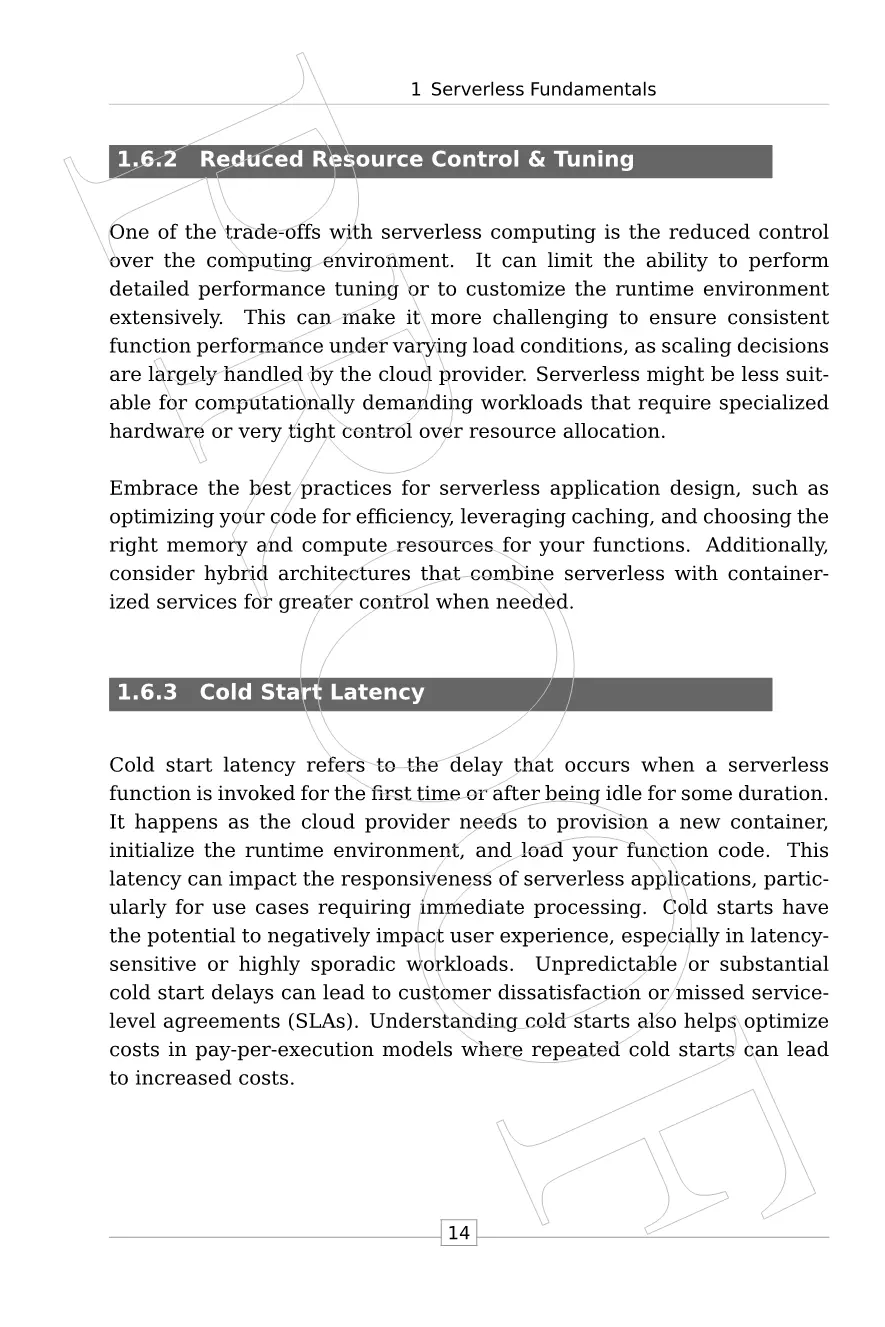 1 Serverless Fundamentals
1.6.2 Reduced Resource Control & Tuning
One of the trade-offs with serverless computing is the reduced control
over the computing environment. It can limit the ability to perform
detailed performance tuning or to customize the runtime environment
extensively. This can make it more challenging to ensure consistent
function performance under varying load conditions, as scaling decisions
are largely handled by the cloud provider. Serverless might be less suit-
able for computationally demanding workloads that require specialized
hardware or very tight control over resource allocation.
Embrace the best practices for serverless application design, such as
optimizing your code for efficiency, leveraging caching, and choosing the
right memory and compute resources for your functions. Additionally,
consider hybrid architectures that combine serverless with container-
ized services for greater control when needed.
1.6.3 Cold Start Latency
Cold start latency refers to the delay that occurs when a serverless
function is invoked for the first time or after being idle for some duration.
It happens as the cloud provider needs to provision a new container,
initialize the runtime environment, and load your function code. This
latency can impact the responsiveness of serverless applications, partic-
ularly for use cases requiring immediate processing. Cold starts have
the potential to negatively impact user experience, especially in latency-
sensitive or highly sporadic workloads. Unpredictable or substantial
cold start delays can lead to customer dissatisfaction or missed service-
level agreements (SLAs). Understanding cold starts also helps optimize
costs in pay-per-execution models where repeated cold starts can lead
to increased costs.
14
PROOF